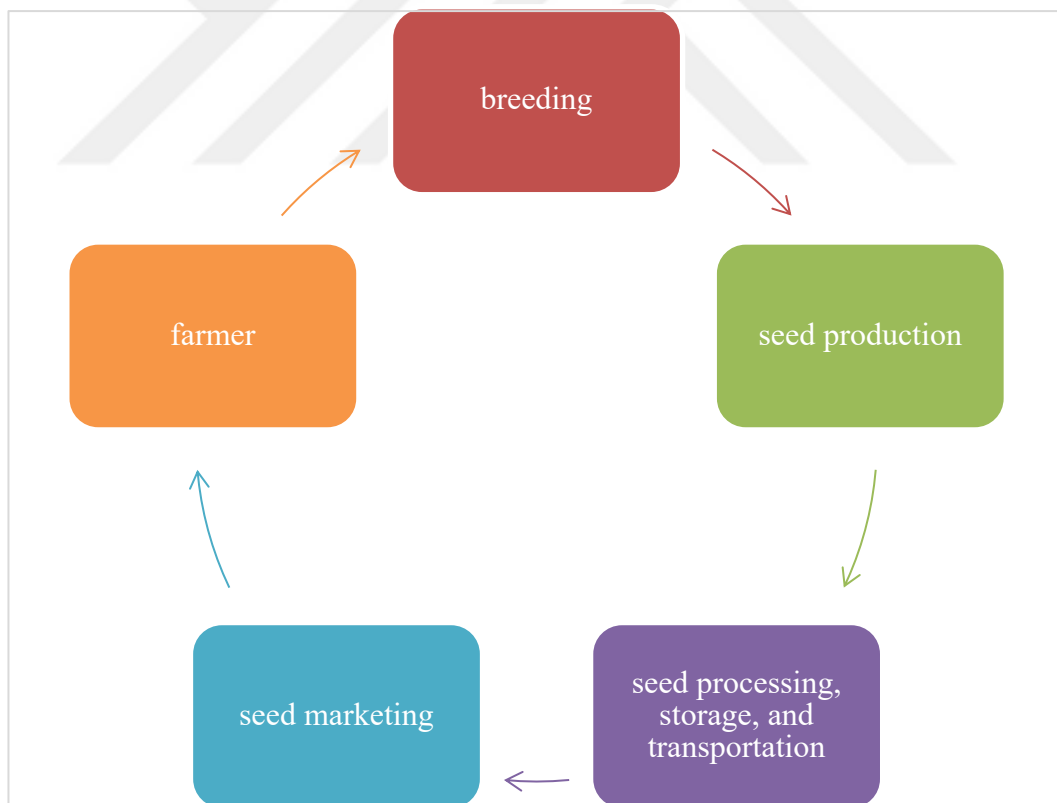 breeding
seed production
seed processing,
storage, and
transportation
seed marketing
farmer